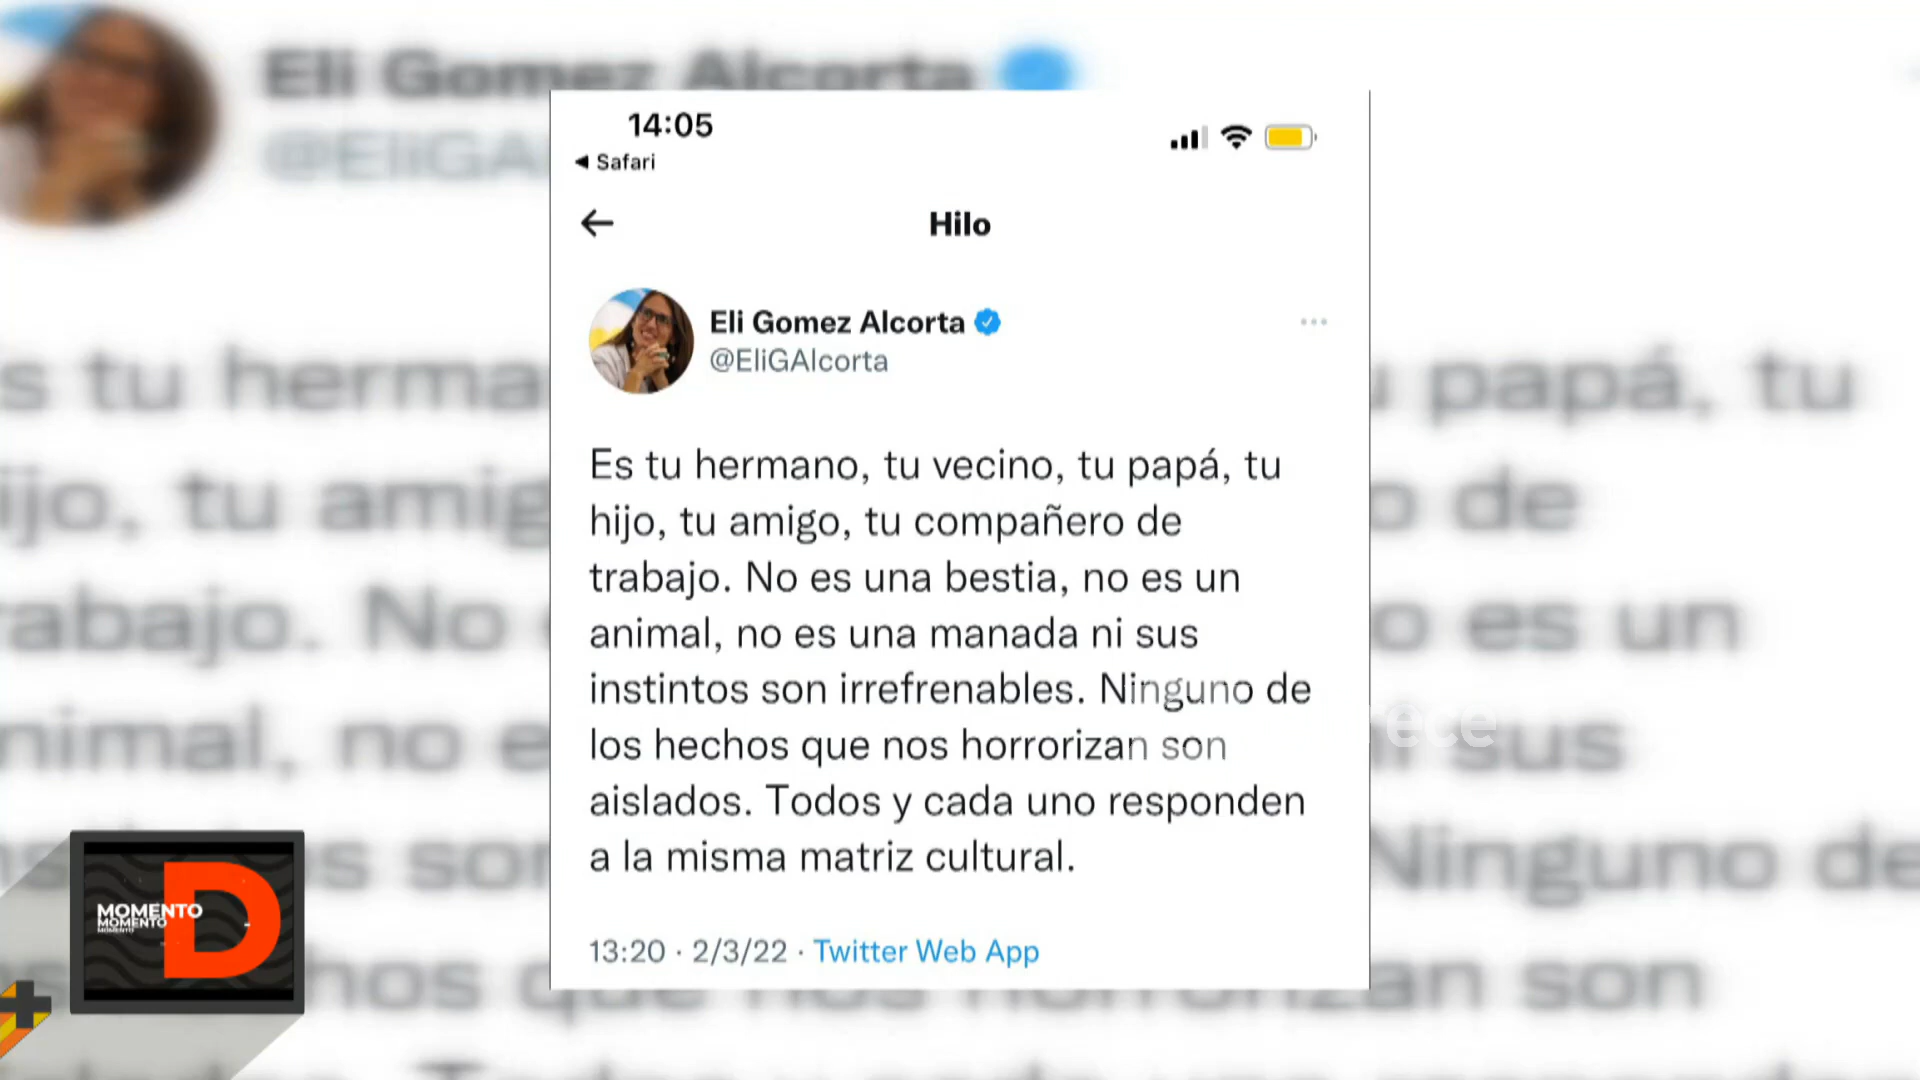 Eli Gomez Alcorta
14:05
Safari
Hilo
Eli Gomez Alcorta
@EliGAlcorta
Es tu hermano, tu vecino, tu papá, tu
hijo, tu amigo, tu compañero de
trabajo. No es una bestia, no es un
animal, no es una manada ni sus
instintos son irrefrenables. Ninguno de
los hechos que nos horrorizan son
aislados. Todos y cada uno responden
a la misma matriz cultural.
13:20 · 2/3/22 · Twitter Web App
MOMENTO
MOMENTO
MOMENTO
D